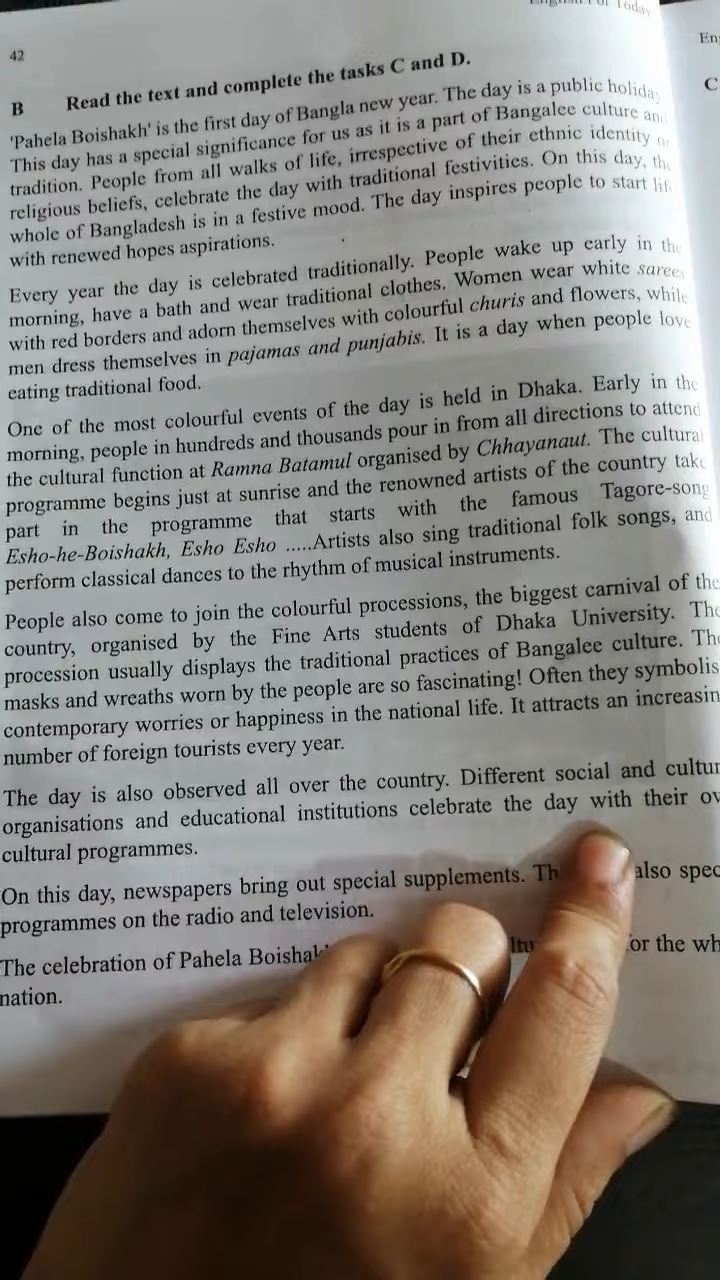 English For Today
42
En
B Read the text and complete the tasks C and D.
C
'Pahela Boishakh' is the first day of Bangla new year. The day is a public holiday
This day has a special significance for us as it is a part of Bangalee culture and
tradition. People from all walks of life, irrespective of their ethnic identity or
religious beliefs, celebrate the day with traditional festivities. On this day, the
whole of Bangladesh is in a festive mood. The day inspires people to start lif
with renewed hopes aspirations.
Every year the day is celebrated traditionally. People wake up early in the
morning, have a bath and wear traditional clothes. Women wear white sarees
with red borders and adorn themselves with colourful churis and flowers, while
men dress themselves in pajamas and punjabis. It is a day when people love
eating traditional food.
One of the most colourful events of the day is held in Dhaka. Early in the
morning, people in hundreds and thousands pour in from all directions to attend
the cultural function at Ramna Batamul organised by Chhayanaut. The cultural
programme begins just at sunrise and the renowned artists of the country take
part in the programme that starts with the famous Tagore-song
Esho-he-Boishakh, Esho Esho .....Artists also sing traditional folk songs, and
perform classical dances to the rhythm of musical instruments.
People also come to join the colourful processions, the biggest carnival of the
country, organised by the Fine Arts students of Dhaka University. The
procession usually displays the traditional practices of Bangalee culture. The
masks and wreaths worn by the people are so fascinating! Often they symbolis
contemporary worries or happiness in the national life. It attracts an increasin
number of foreign tourists every year.
The day is also observed all over the country. Different social and cultur
organisations and educational institutions celebrate the day with their ov
cultural programmes.
On this day, newspapers bring out special supplements. Th also spec
programmes on the radio and television.
The celebration of Pahela Boishak for the wh
nation.